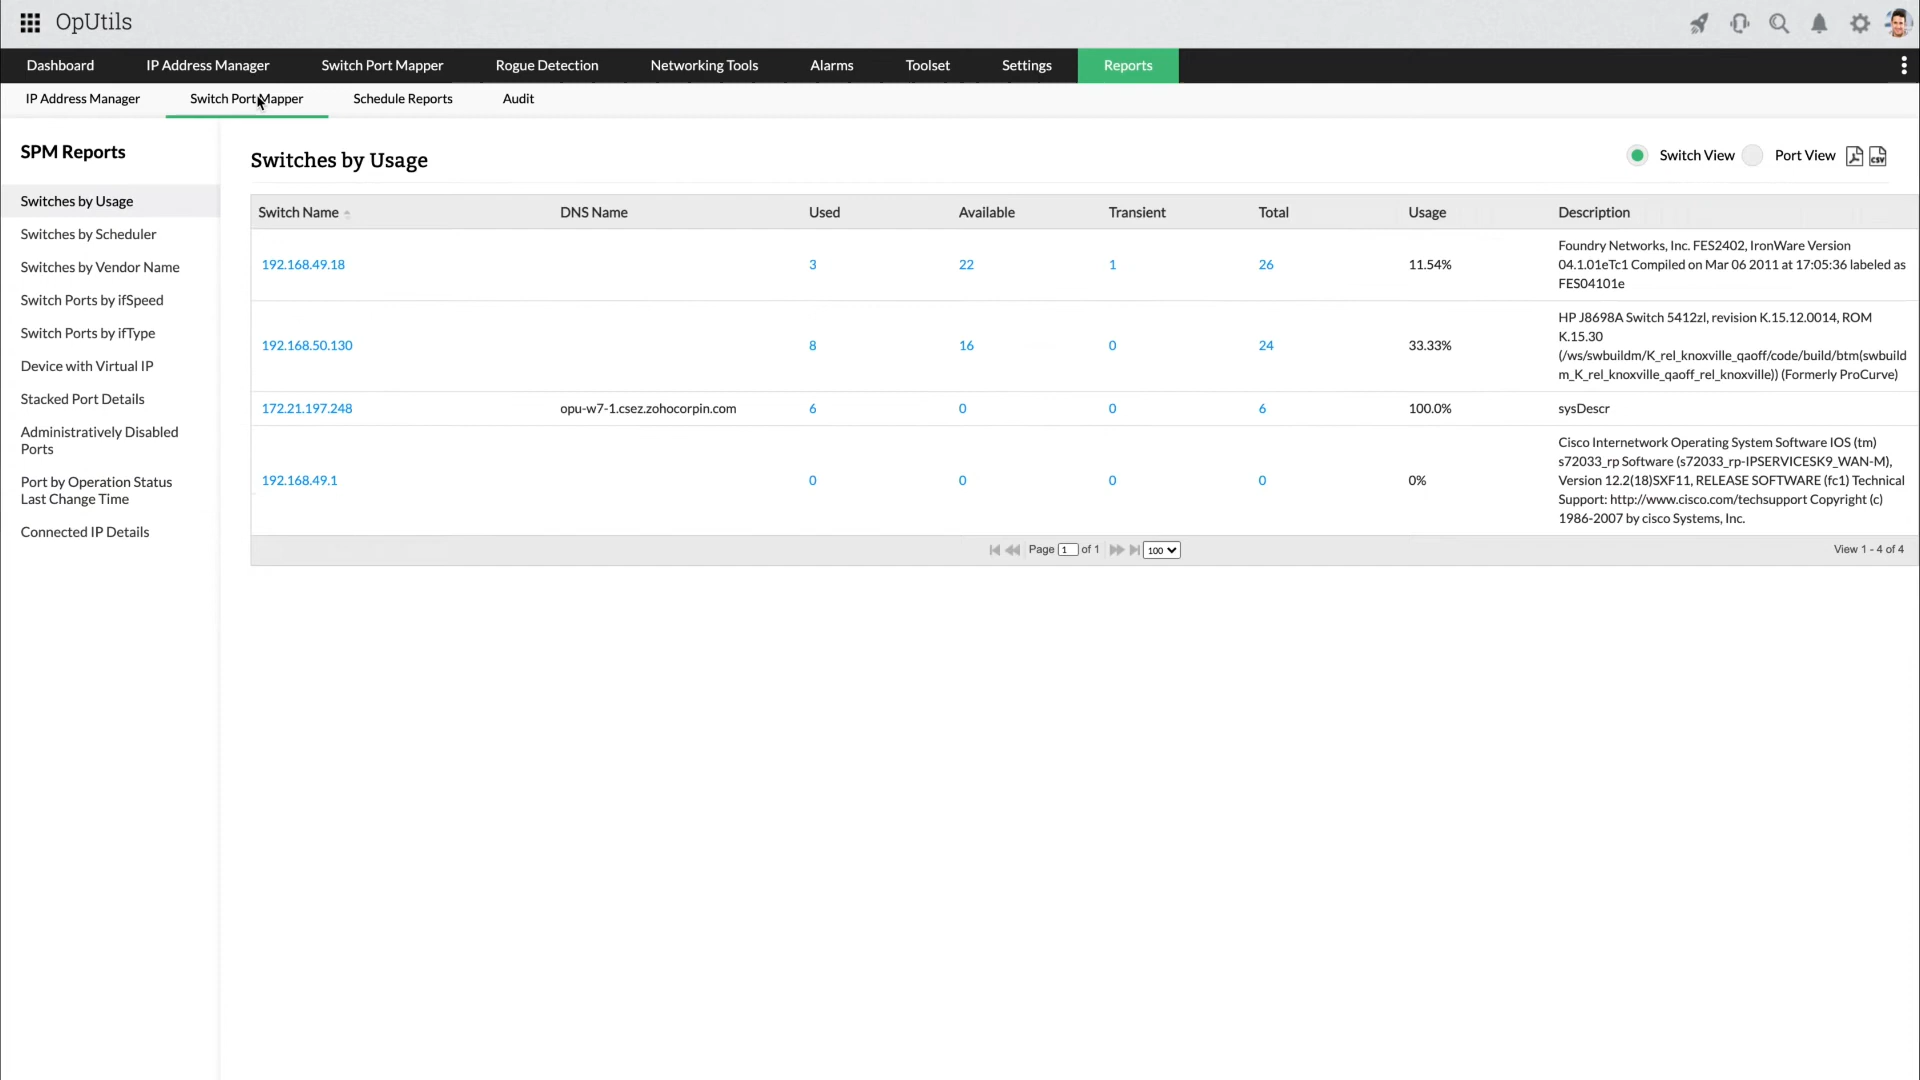 OpUtils
Dashboard IP Address Manager Switch Port Mapper Rogue Detection Networking Tools Alarms Toolset Settings Reports
IP Address Manager Switch Port Mapper Schedule Reports Audit
SPM Reports
Switches by Usage
Switches by Scheduler
Switches by Vendor Name
Switch Ports by ifSpeed
Switch Ports by ifType
Device with Virtual IP
Stacked Port Details
Administratively Disabled
Ports
Port by Operation Status
Last Change Time
Connected IP Details
Switches by Usage
Switch View Port View CSV
Switch Name DNS Name Used Available Transient Total Usage Description
192.168.49.18 3 22 1 26 11.54%
Foundry Networks, Inc. FES2402, IronWare Version
04.1.01eTc1 Compiled on Mar 06 2011 at 17:05:36 labeled as
FES04101e
192.168.50.130 8 16 0 24 33.33%
HP J8698A Switch 5412zl, revision K.15.12.0014, ROM
K.15.30
(/ws/swbuildm/K_rel_knoxville_qaoff/code/build/btm(swbuild
m_K_rel_knoxville_qaoff_rel_knoxville)) (Formerly ProCurve)
172.21.197.248 opu-w7-1.csez.zohocorpin.com 6 0 0 6 100.0% sysDescr
192.168.49.1 0 0 0 0 0%
Cisco Internetwork Operating System Software IOS (tm)
s72033_rp Software (s72033_rp-IPSERVICESK9_WAN-M),
Version 12.2(18)SXF11, RELEASE SOFTWARE (fc1) Technical
Support: http://www.cisco.com/techsupport Copyright (c)
1986-2007 by cisco Systems, Inc.
Page 1 of 1 100 View 1 - 4 of 4